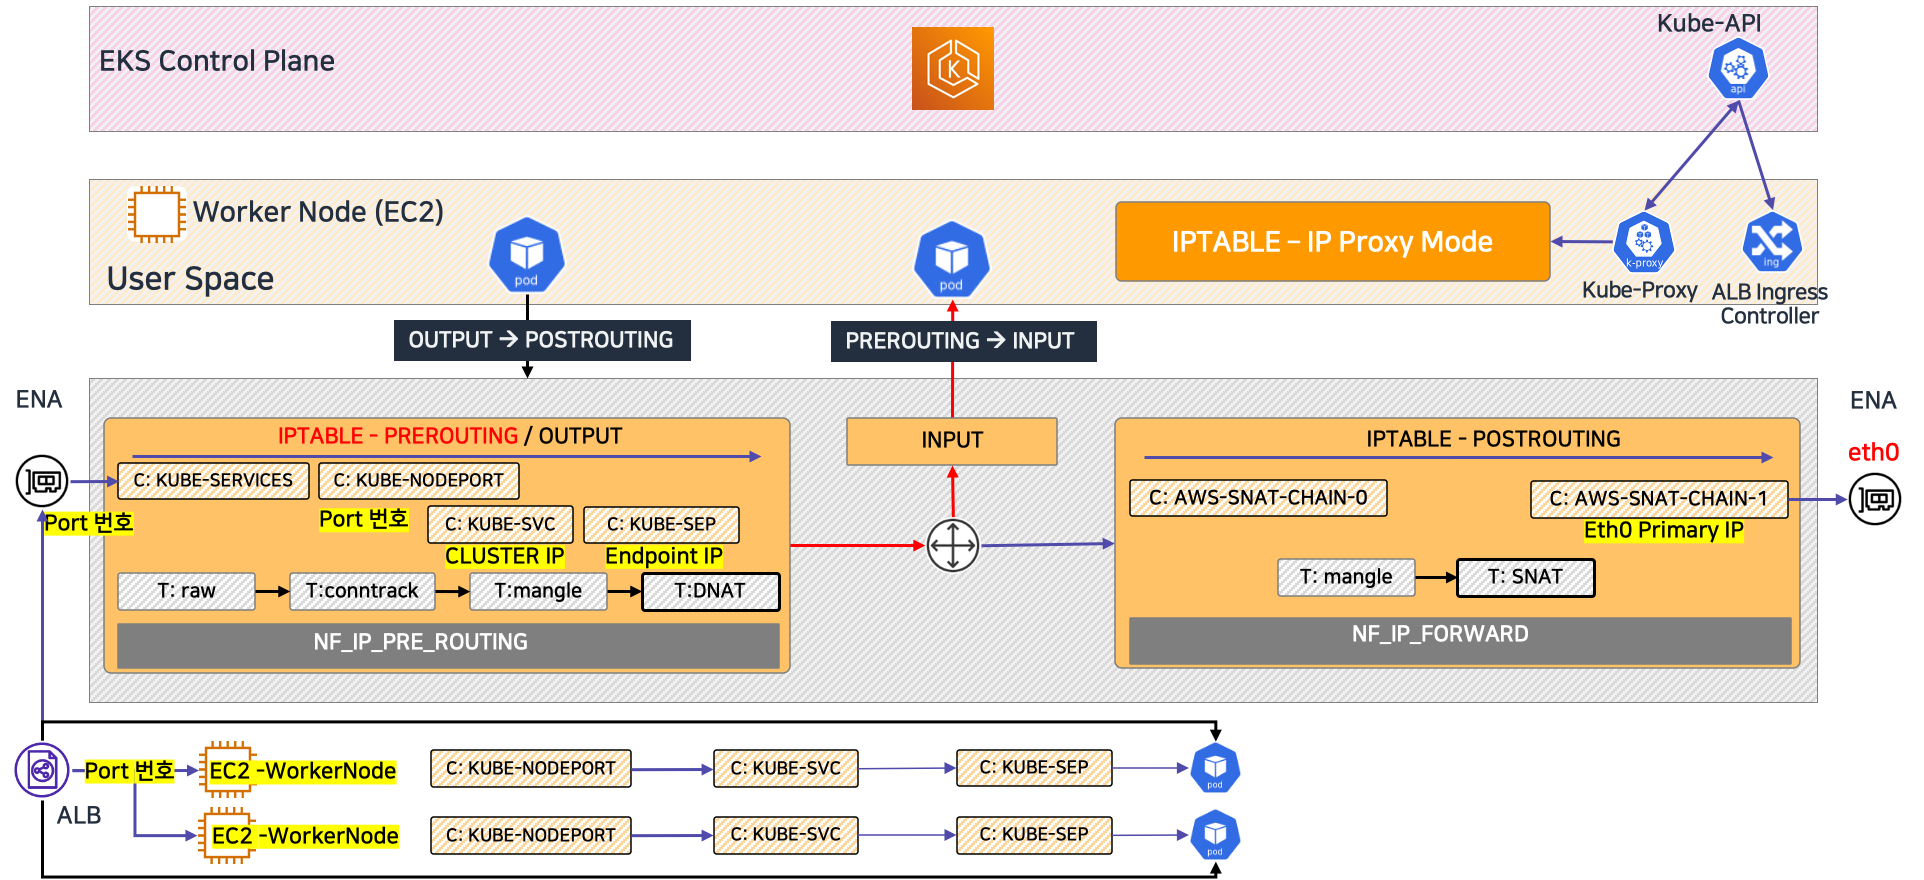 Kube-API
EKS Control Plane
K
api
Worker Node (EC2)
User Space
pod
pod
IPTABLE – IP Proxy Mode
k-proxy
ing
Kube-Proxy
ALB Ingress
Controller
OUTPUT → POSTROUTING
PREROUTING → INPUT
ENA
ENA
eth0
IPTABLE - PREROUTING / OUTPUT
C: KUBE-SERVICES
C: KUBE-NODEPORT
Port 번호
Port 번호
C: KUBE-SVC
C: KUBE-SEP
CLUSTER IP
Endpoint IP
T: raw
T:conntrack
T:mangle
T:DNAT
NF_IP_PRE_ROUTING
INPUT
IPTABLE - POSTROUTING
C: AWS-SNAT-CHAIN-0
C: AWS-SNAT-CHAIN-1
Eth0 Primary IP
T: mangle
T: SNAT
NF_IP_FORWARD
ALB
Port 번호
EC2 -WorkerNode
C: KUBE-NODEPORT
C: KUBE-SVC
C: KUBE-SEP
pod
EC2 -WorkerNode
C: KUBE-NODEPORT
C: KUBE-SVC
C: KUBE-SEP
pod